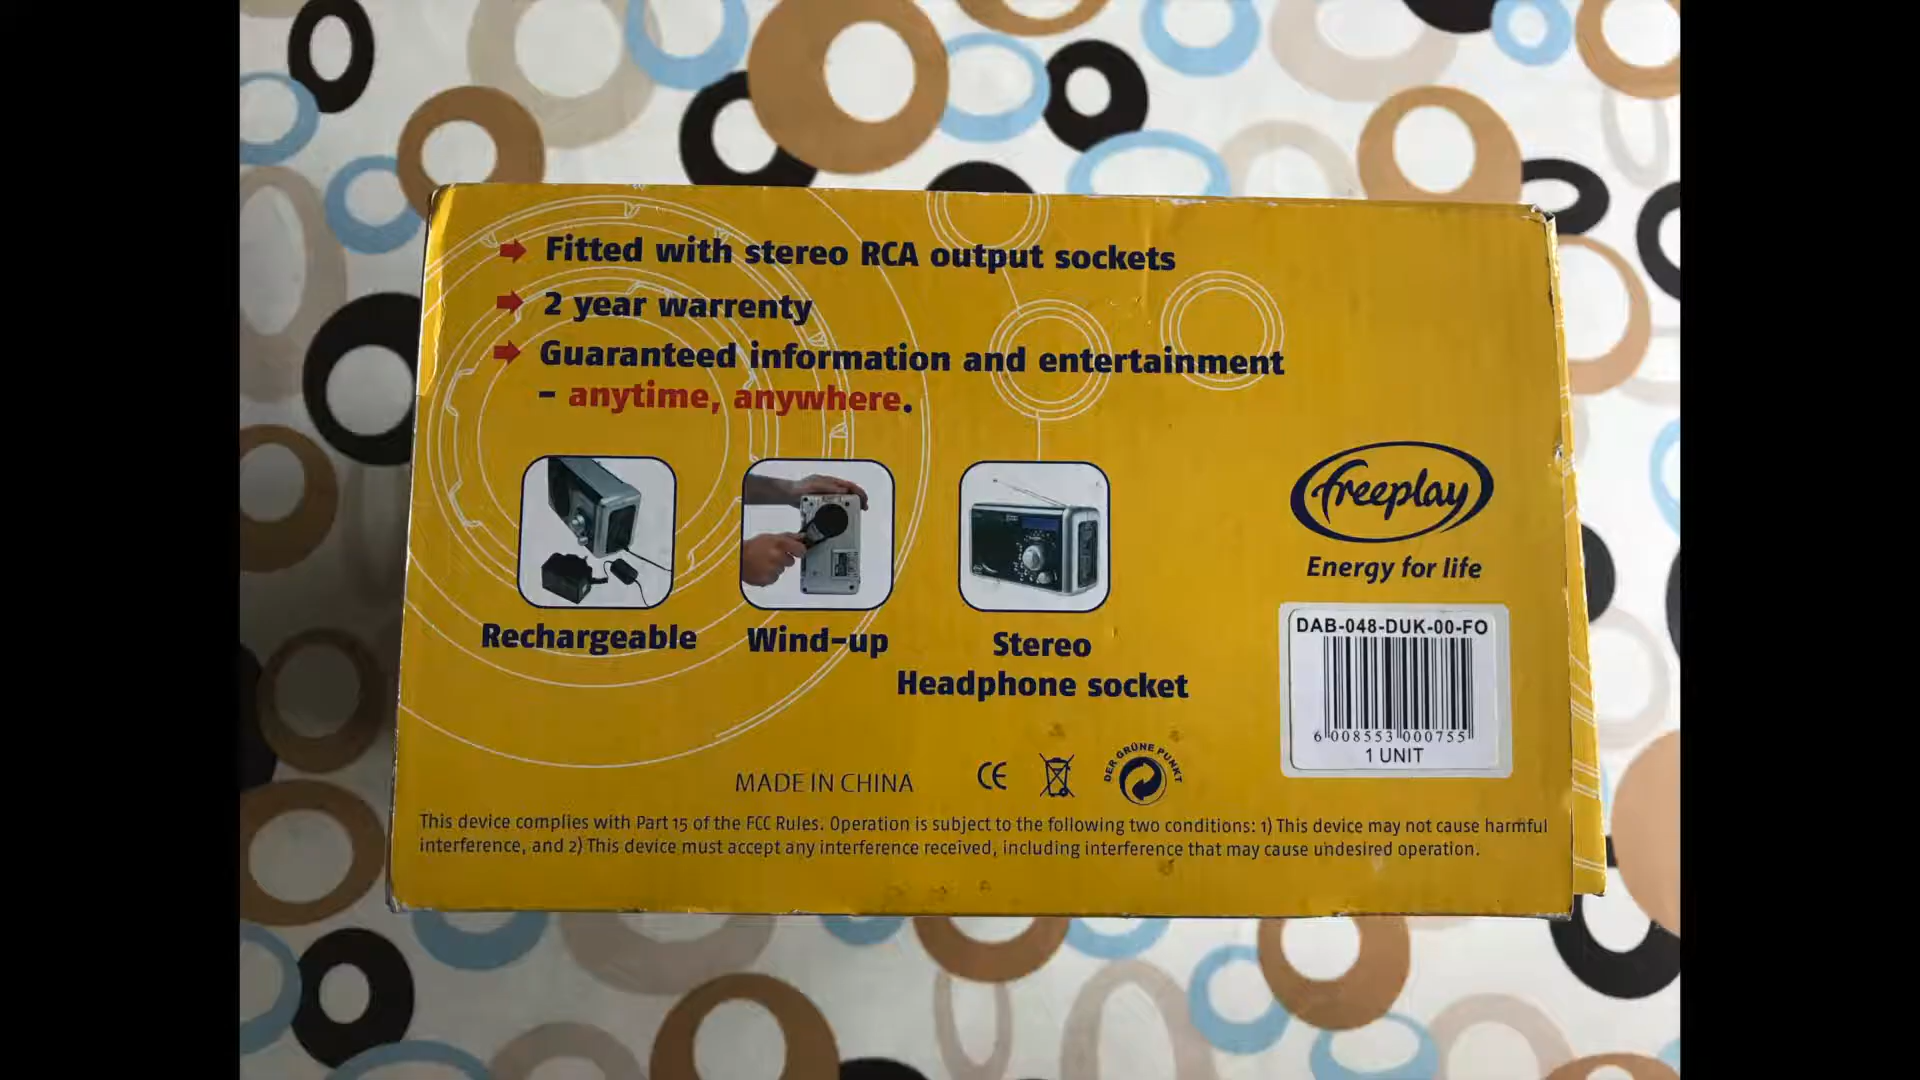 Fitted with stereo RCA output sockets
2 year warrenty
Guaranteed information and entertainment
– anytime, anywhere.
freeplay
Energy for life
Rechargeable
Wind-up
Stereo
Headphone socket
DAB-048-DUK-00-FO
6 008553 000755
1 UNIT
MADE IN CHINA
CE
DER GRÜNE PUNKT
This device complies with Part 15 of the FCC Rules. Operation is subject to the following two conditions: 1) This device may not cause harmful
interference, and 2) This device must accept any interference received, including interference that may cause undesired operation.